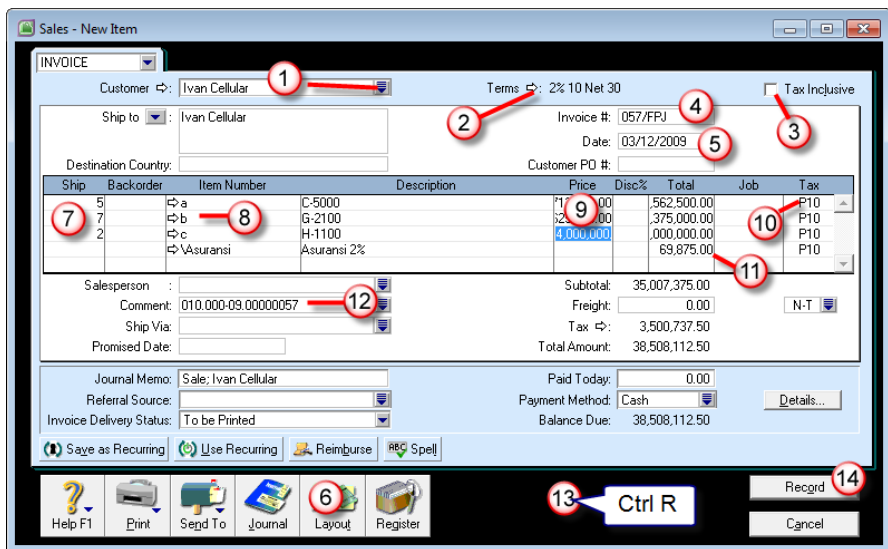 Sales - New Item
INVOICE
Customer ⇨: Ivan Cellular 1 Terms ⇨: 2% 10 Net 30 Tax Inclusive
Ship to : Ivan Cellular 2 Invoice #: 057/FPJ 4 3
Date: 03/12/2009 5
Destination Country: Customer PO #:
Ship Backorder Item Number Description Price Disc% Total Job Tax
5 ⇨a C-5000 ,562,500.00 P10
7 7 ⇨b 8 G-2100 9 ,375,000.00 10 P10
2 ⇨c H-1100 4,000,000. ,000,000.00 P10
⇨\Asuransi Asuransi 2% 69,875.00 11 P10
Salesperson : Subtotal: 35,007,375.00
Comment: 010.000-09.00000057 12 Freight: 0.00 N-T
Ship Via: Tax ⇨: 3,500,737.50
Promised Date: Total Amount: 38,508,112.50
Journal Memo: Sale; Ivan Cellular Paid Today: 0.00
Referral Source: Payment Method: Cash Details...
Invoice Delivery Status: To be Printed Balance Due: 38,508,112.50
Save as Recurring Use Recurring Reimburse ABC Spell
6 13 Ctrl R Record 14
Help F1 Print Send To Journal Layout Register Cancel